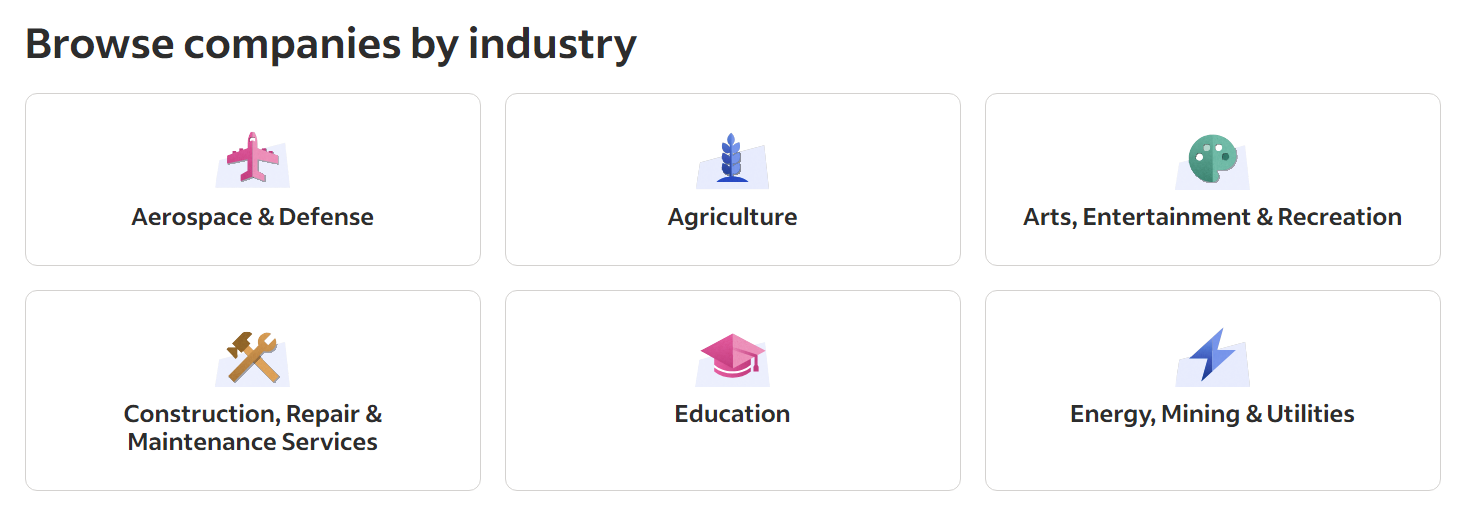 Browse companies by industry
Aerospace & Defense
Agriculture
Arts, Entertainment & Recreation
Construction, Repair &
Maintenance Services
Education
Energy, Mining & Utilities